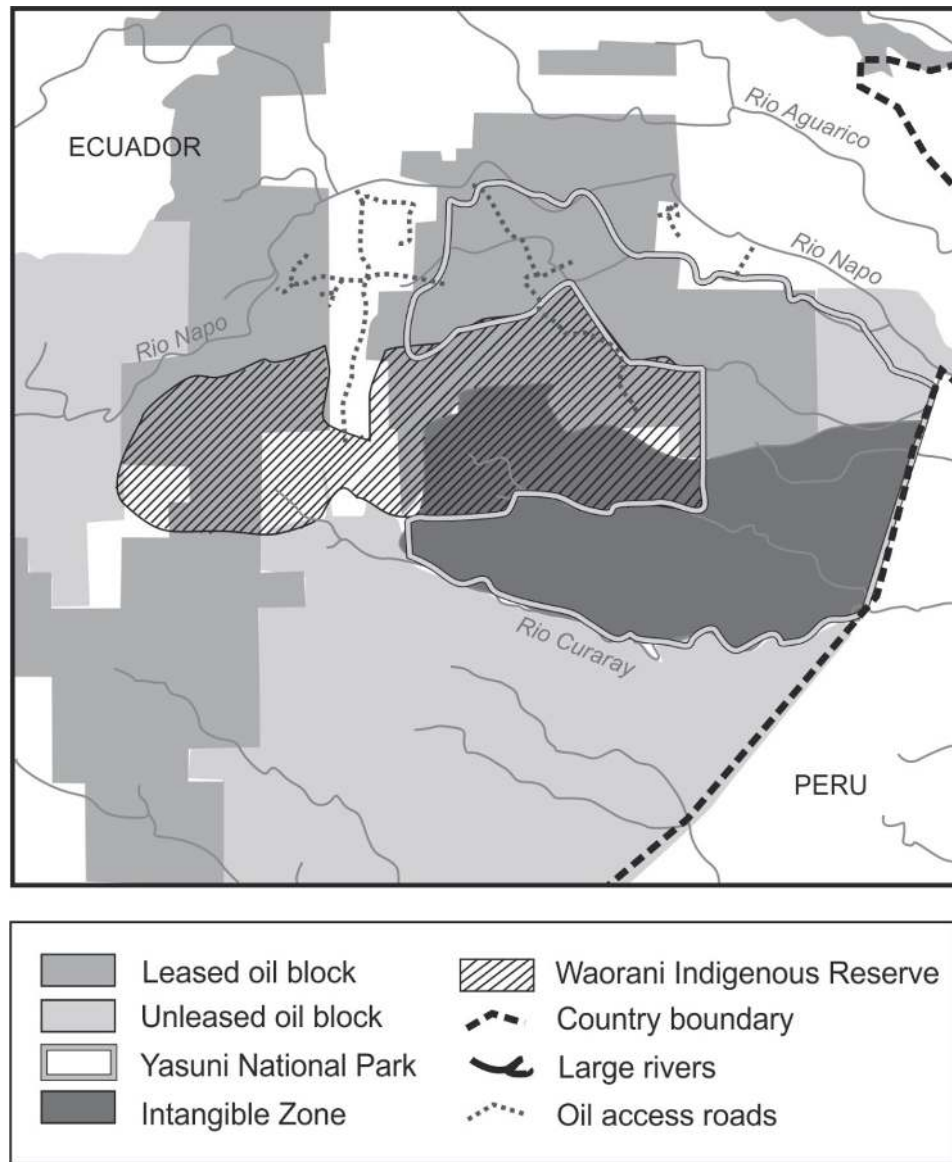 ECUADOR
Rio Aguarico
Rio Napo
Rio Napo
Rio Curaray
PERU
Leased oil block
Unleased oil block
Yasuni National Park
Intangible Zone
Waorani Indigenous Reserve
Country boundary
Large rivers
Oil access roads